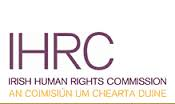 IHRC
IRISH HUMAN RIGHTS COMMISSION
AN COIMISIÚN UM CHEARTA DUINE